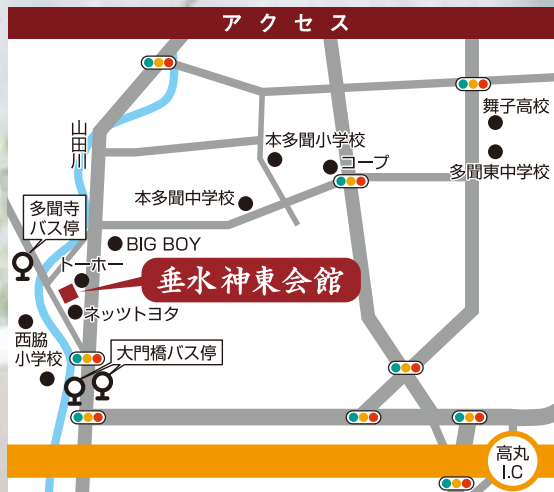 アクセス
山田川
舞子高校
本多聞小学校
コープ
多聞東中学校
本多聞中学校
多聞寺
バス停
BIG BOY
トーホー
垂水神東会館
ネッツトヨタ
西脇
小学校
大門橋バス停
高丸
I.C